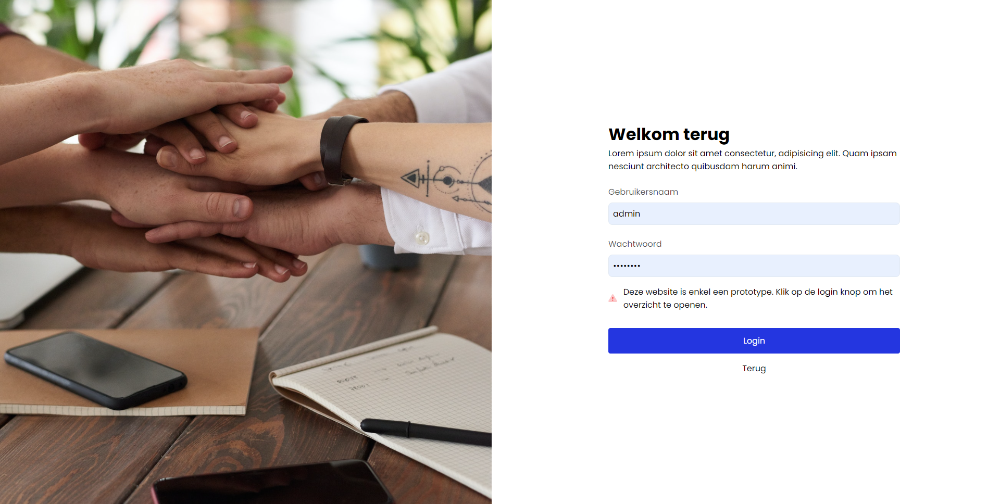 Welkom terug
Lorem ipsum dolor sit amet consectetur, adipisicing elit. Quam ipsam
nesciunt architecto quibusdam harum animi.
Gebruikersnaam
admin
Wachtwoord
••••••••
Deze website is enkel een prototype. Klik op de login knop om het
overzicht te openen.
Login
Terug